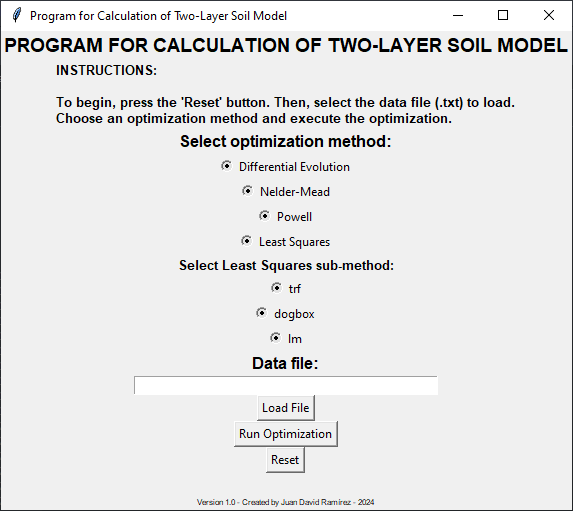 Program for Calculation of Two-Layer Soil Model
PROGRAM FOR CALCULATION OF TWO-LAYER SOIL MODEL
INSTRUCTIONS:
To begin, press the 'Reset' button. Then, select the data file (.txt) to load.
Choose an optimization method and execute the optimization.
Select optimization method:
Differential Evolution
Nelder-Mead
Powell
Least Squares
Select Least Squares sub-method:
trf
dogbox
lm
Data file:
Load File
Run Optimization
Reset
Version 1.0 - Created by Juan David Ramírez - 2024